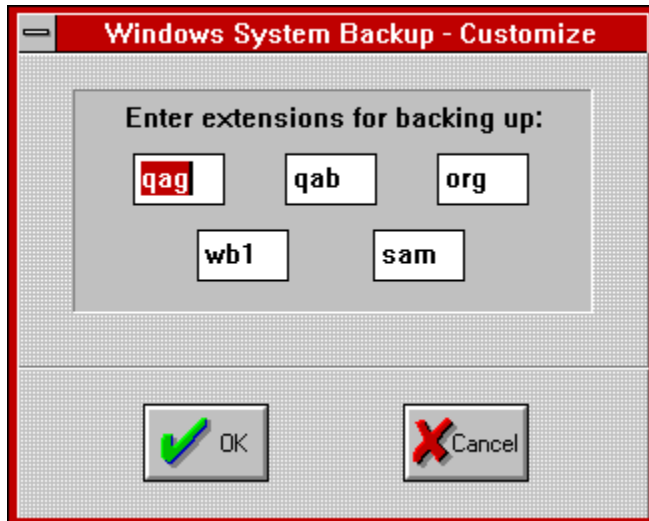 Windows System Backup - Customize
Enter extensions for backing up:
qag qab org
wb1 sam
OK Cancel